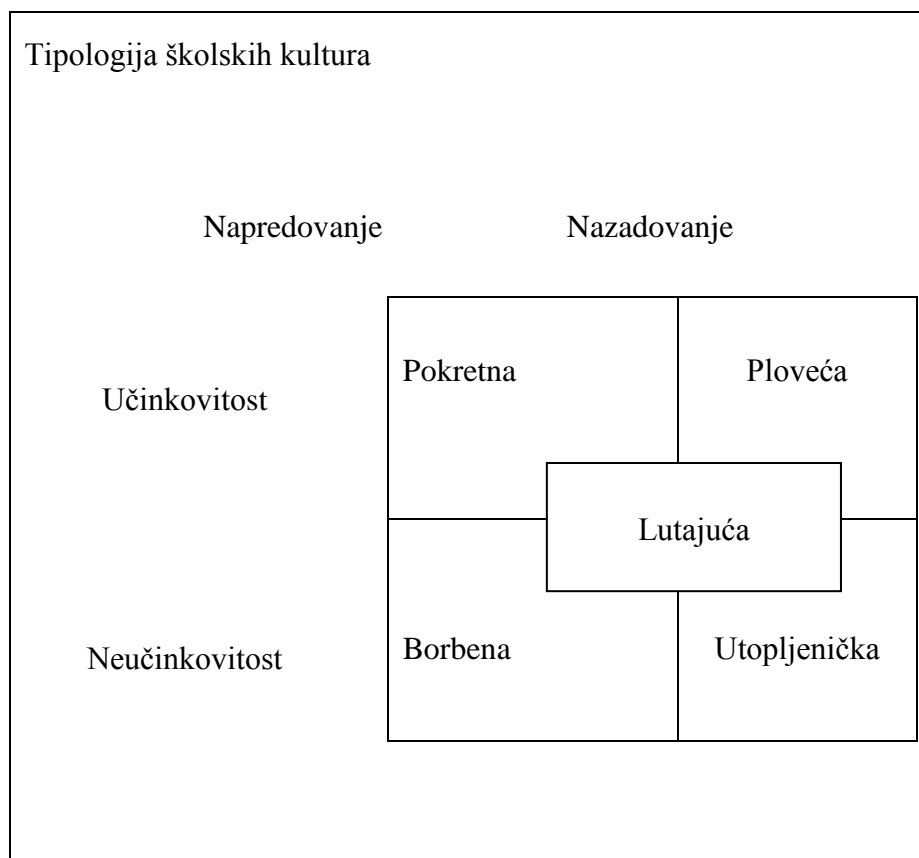 Tipologija školskih kultura
Napredovanje Nazadovanje
Pokretna Ploveća
Učinkovitost
Lutajuća
Borbena Utopljenička
Neučinkovitost